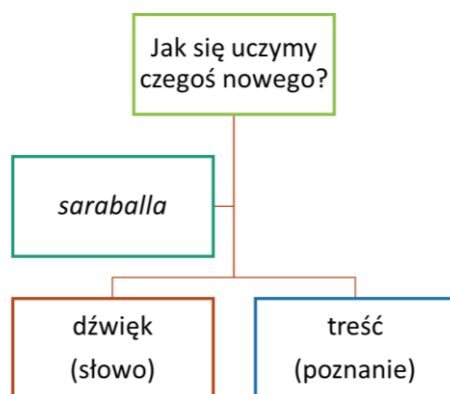 Jak się uczymy
czegoś nowego?
saraballa
dźwięk
(słowo)
treść
(poznanie)